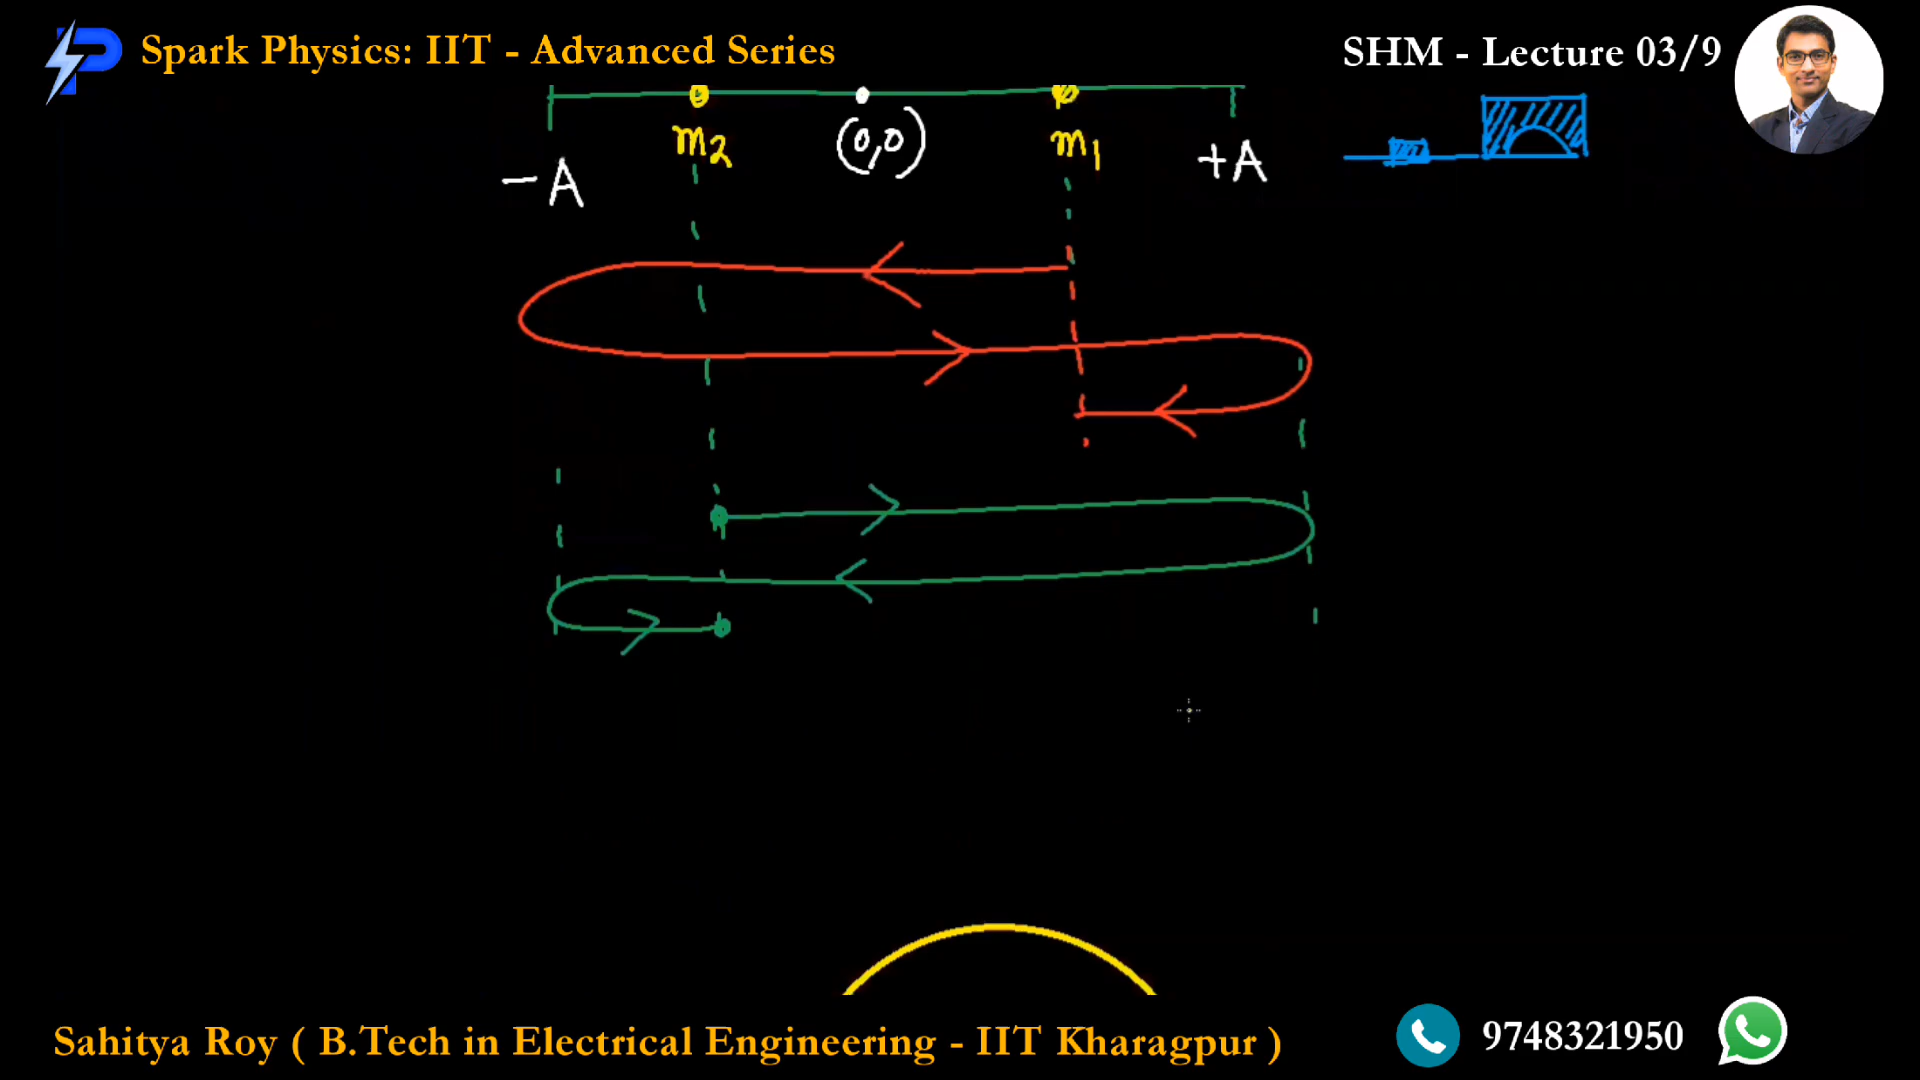 Spark Physics: IIT - Advanced Series
SHM - Lecture 03/9
m2 (0,0) m1
-A +A
Sahitya Roy ( B.Tech in Electrical Engineering - IIT Kharagpur )
9748321950